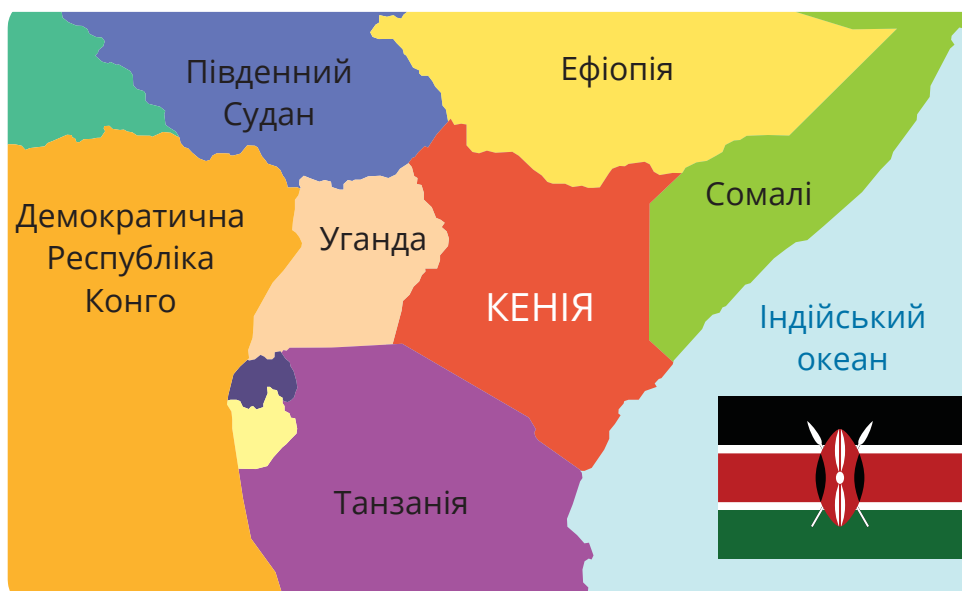 Південний
Судан
Ефіопія
Сомалі
Демократична
Республіка
Конго
Уганда
КЕНІЯ
Індійський
океан
Танзанія